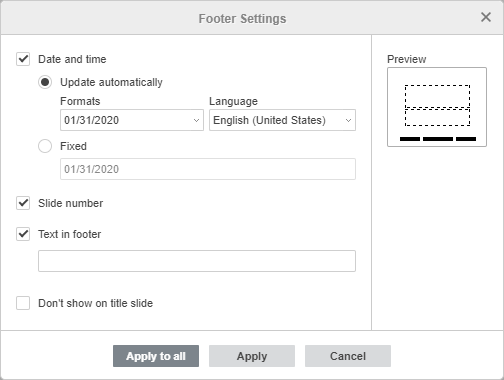 Footer Settings
Date and time
Preview
Update automatically
Formats Language
01/31/2020 English (United States)
Fixed
01/31/2020
Slide number
Text in footer
Don't show on title slide
Apply to all Apply Cancel